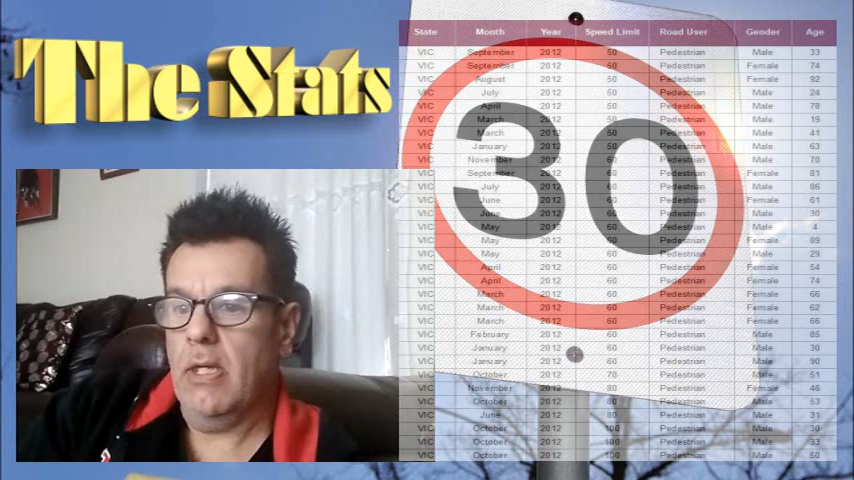 The Stats
State Month Year Speed Limit Road User Gender Age
VIC September 2012 50 Pedestrian Male 33
VIC September 2012 50 Pedestrian Female 74
VIC August 2012 50 Pedestrian Female 92
VIC July 2012 50 Pedestrian Male 24
VIC April 2012 50 Pedestrian Male 78
VIC March 2012 50 Pedestrian Male 19
VIC March 2012 50 Pedestrian Male 41
VIC January 2012 50 Pedestrian Male 63
VIC November 2012 60 Pedestrian Male 70
VIC September 2012 60 Pedestrian Female 81
VIC July 2012 60 Pedestrian Male 86
VIC June 2012 60 Pedestrian Female 61
VIC June 2012 60 Pedestrian Male 30
VIC May 2012 60 Pedestrian Male 4
VIC May 2012 60 Pedestrian Female 89
VIC May 2012 60 Pedestrian Male 29
VIC April 2012 60 Pedestrian Female 54
VIC April 2012 60 Pedestrian Female 74
VIC March 2012 60 Pedestrian Female 66
VIC March 2012 60 Pedestrian Female 62
VIC March 2012 60 Pedestrian Female 66
VIC February 2012 60 Pedestrian Male 85
VIC January 2012 60 Pedestrian Male 30
VIC January 2012 60 Pedestrian Male 90
VIC October 2012 70 Pedestrian Male 51
VIC November 2012 80 Pedestrian Female 46
VIC October 2012 80 Pedestrian Male 53
VIC June 2012 80 Pedestrian Male 31
VIC October 2012 100 Pedestrian Male 30
VIC October 2012 100 Pedestrian Male 33
VIC October 2012 100 Pedestrian Male 50
30